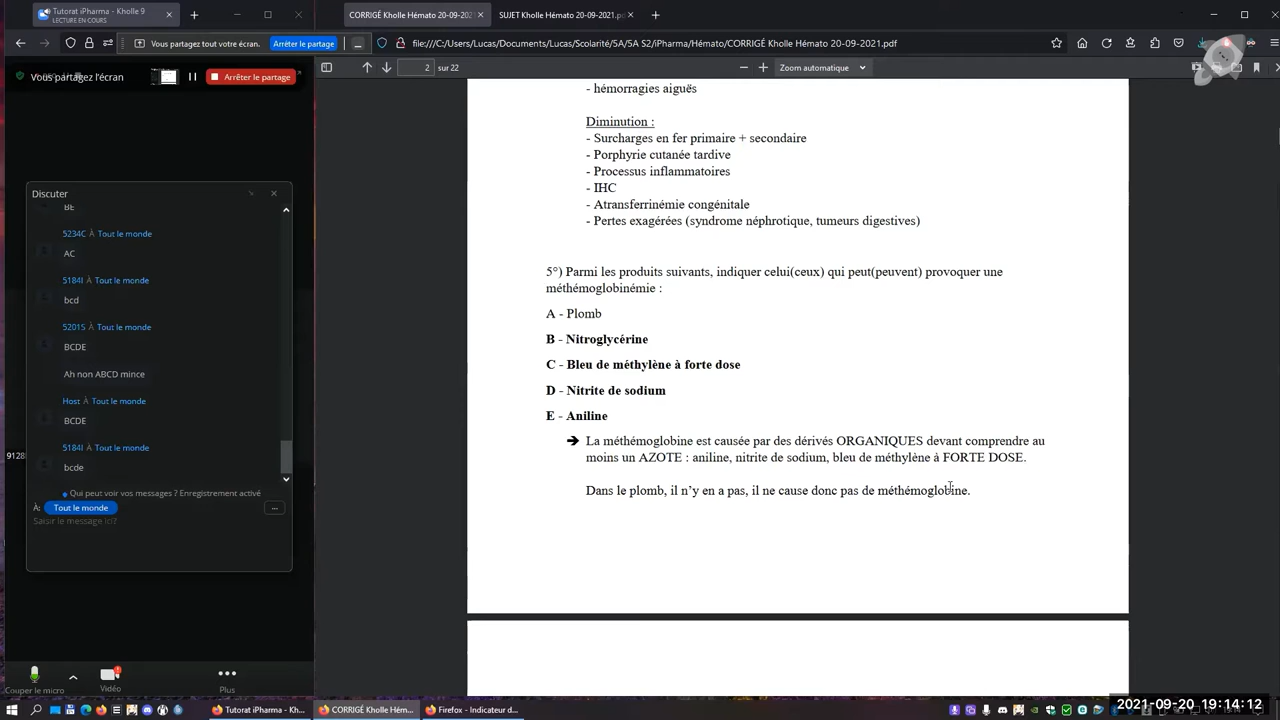 Tutorat iPharma - Kholle 9
LECTURE EN COURS
CORRIGÉ Kholle Hémato 20-09-2021
SUJET Kholle Hémato 20-09-2021.pd
Vous partagez tout votre écran.
Arrêter le partage
...
file:///C:/Users/Lucas/Documents/Lucas/Scolarité/5A/5A S2/iPharma/Hémato/CORRIGÉ Kholle Hémato 20-09-2021.pdf
Vous partagez l'écran
Arrêter le partage
2
sur 22
Zoom automatique
- hémorragies aiguës
Diminution :
- Surcharges en fer primaire + secondaire
- Porphyrie cutanée tardive
- Processus inflammatoires
- IHC
- Atransferrinémie congénitale
- Pertes exagérées (syndrome néphrotique, tumeurs digestives)
5°) Parmi les produits suivants, indiquer celui(ceux) qui peut(peuvent) provoquer une
méthémoglobinémie :
A - Plomb
B - Nitroglycérine
C - Bleu de méthylène à forte dose
D - Nitrite de sodium
E - Aniline
➔ La méthémoglobine est causée par des dérivés ORGANIQUES devant comprendre au
moins un AZOTE : aniline, nitrite de sodium, bleu de méthylène à FORTE DOSE.
Dans le plomb, il n'y en a pas, il ne cause donc pas de méthémoglobine.
Discuter
BE
5234C À Tout le monde
AC
5184I À Tout le monde
bcd
5201S À Tout le monde
BCDE
Ah non ABCD mince
Host À Tout le monde
BCDE
5184I À Tout le monde
bcde
9128
Qui peut voir vos messages ? Enregistrement activé
À: Tout le monde
...
Saisir le message ici?
Couper le micro
Vidéo
Plus
Tutorat iPharma - Kh...
CORRIGÉ Kholle Hém...
Firefox - Indicateur d...
2021-09-20 19:14:12